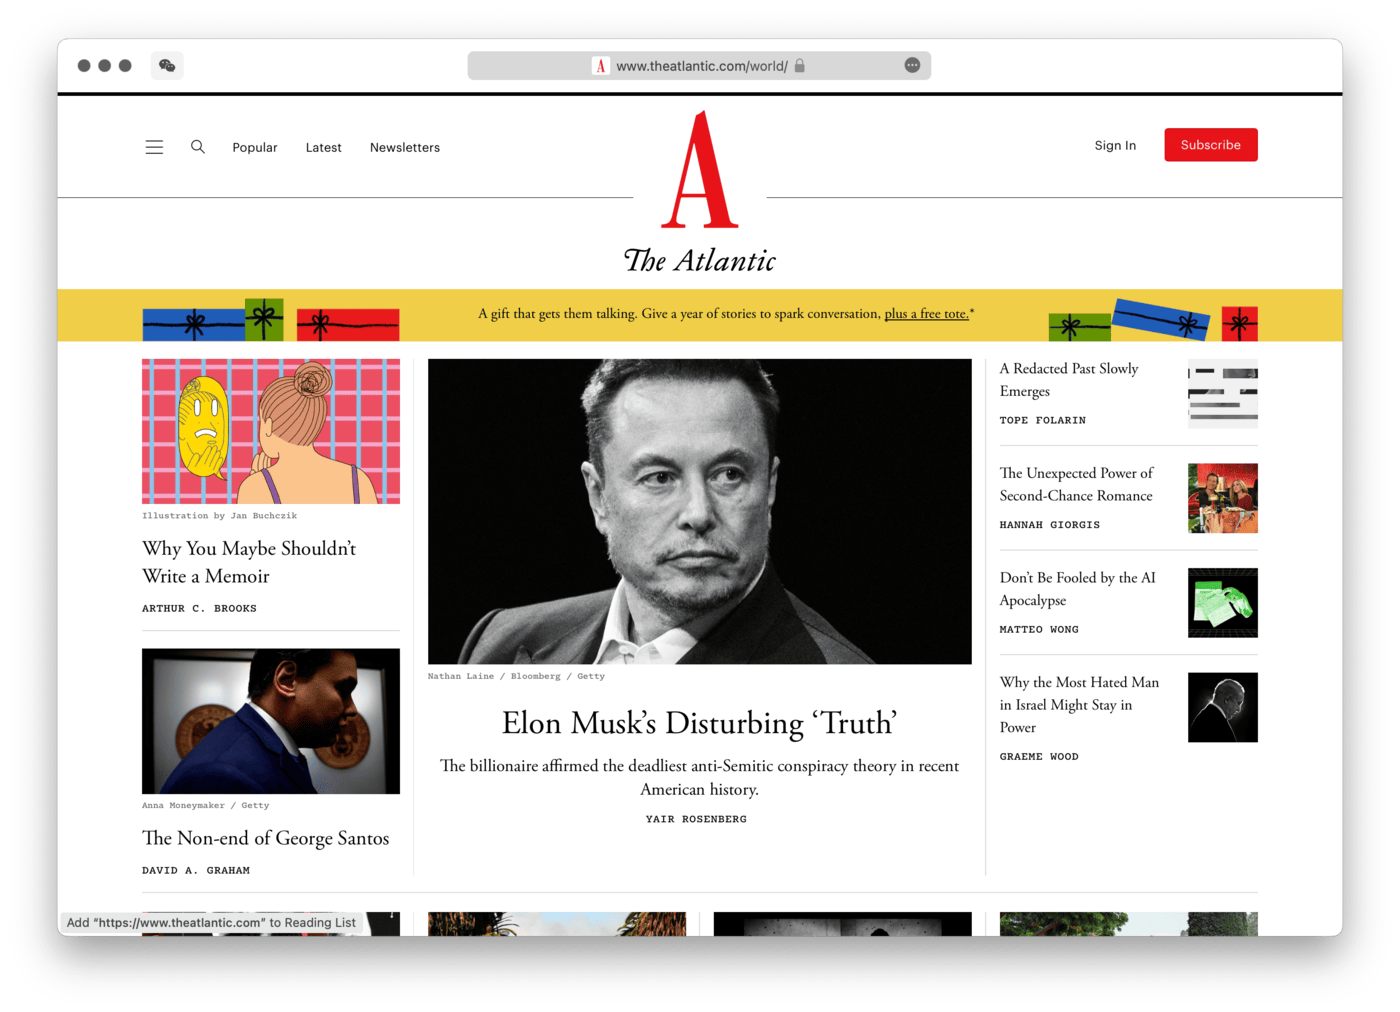 www.theatlantic.com/world/
Popular
Latest
Newsletters
Sign In
Subscribe
A
The Atlantic
A gift that gets them talking. Give a year of stories to spark conversation, plus a free tote.*
Illustration by Jan Buchczik
Why You Maybe Shouldn’t
Write a Memoir
ARTHUR C. BROOKS
Anna Moneymaker / Getty
The Non-end of George Santos
DAVID A. GRAHAM
Nathan Laine / Bloomberg / Getty
Elon Musk’s Disturbing ‘Truth’
The billionaire affirmed the deadliest anti-Semitic conspiracy theory in recent
American history.
YAIR ROSENBERG
A Redacted Past Slowly
Emerges
TOPE FOLARIN
The Unexpected Power of
Second-Chance Romance
HANNAH GIORGIS
Don’t Be Fooled by the AI
Apocalypse
MATTEO WONG
Why the Most Hated Man
in Israel Might Stay in
Power
GRAEME WOOD
Add “https://www.theatlantic.com” to Reading List